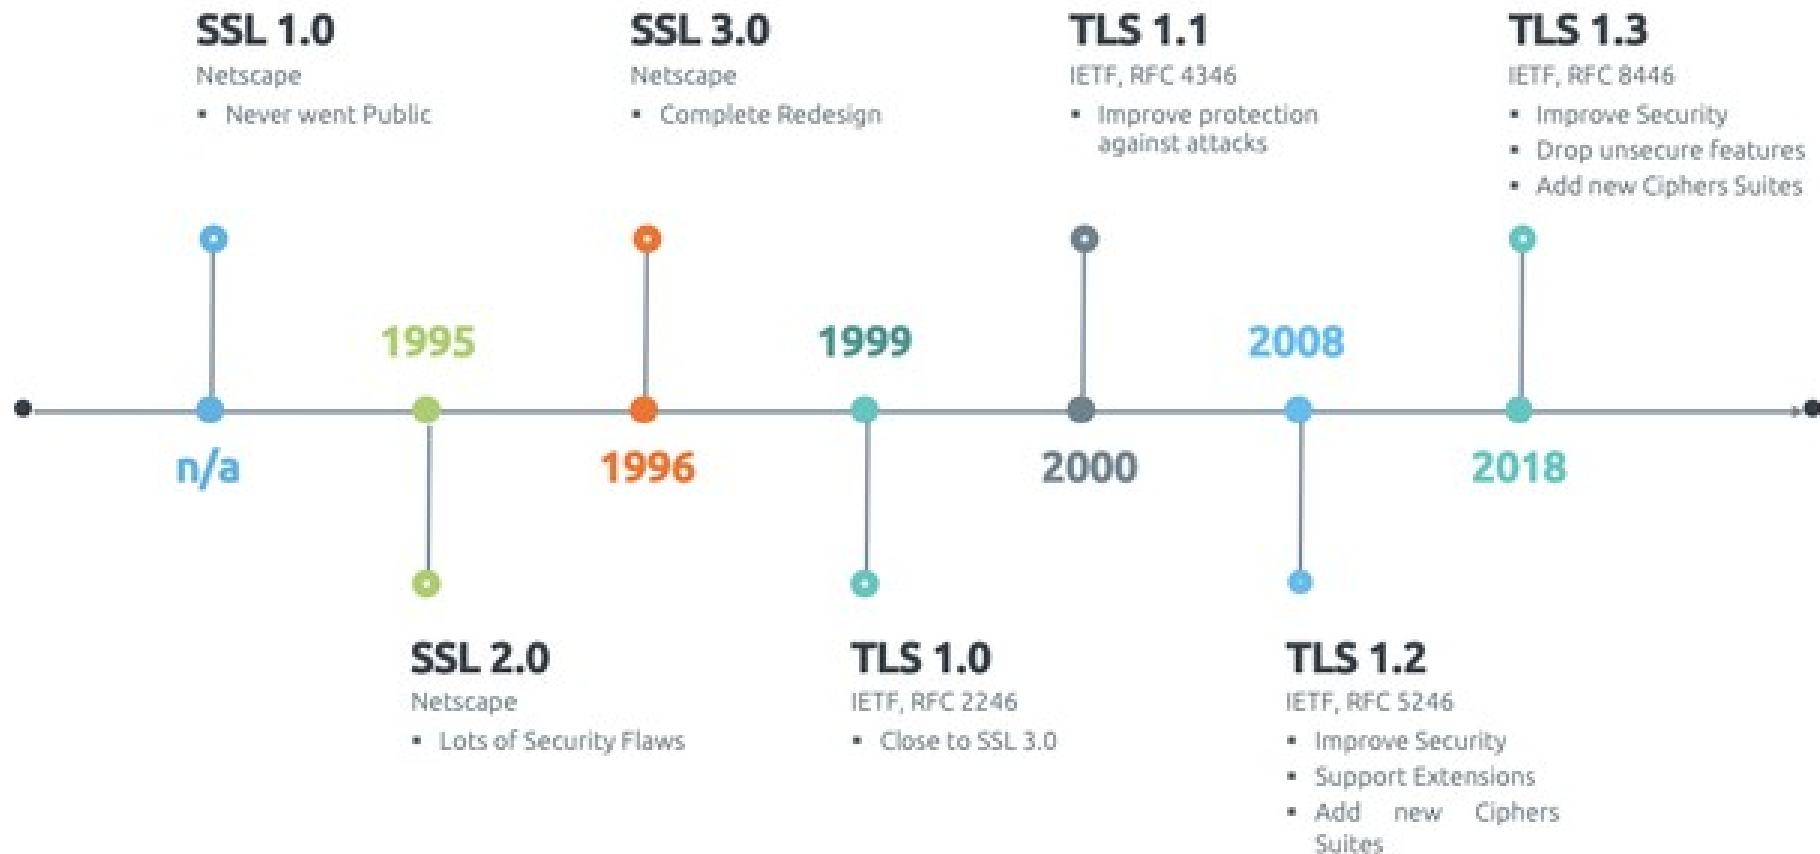 SSL 1.0
Netscape
▪ Never went Public
SSL 3.0
Netscape
▪ Complete Redesign
TLS 1.1
IETF, RFC 4346
▪ Improve protection
against attacks
TLS 1.3
IETF, RFC 8446
▪ Improve Security
▪ Drop unsecure features
▪ Add new Ciphers Suites
1995
1999
2008
n/a
1996
2000
2018
SSL 2.0
Netscape
▪ Lots of Security Flaws
TLS 1.0
IETF, RFC 2246
▪ Close to SSL 3.0
TLS 1.2
IETF, RFC 5246
▪ Improve Security
▪ Support Extensions
▪ Add new Ciphers
Suites